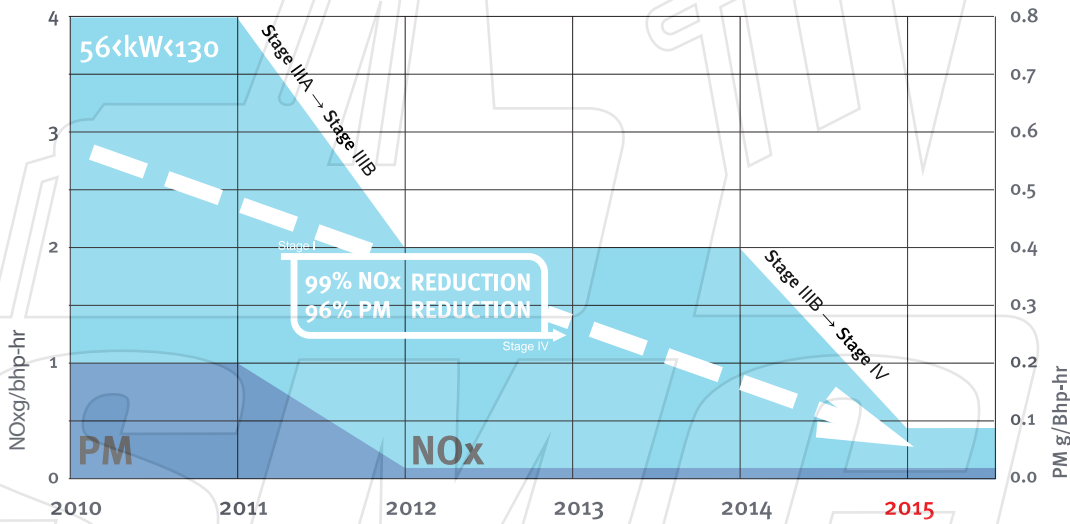 4
3
2
1
0
NOxg/bhp-hr
56<kW<130
Stage IIIA → Stage IIIB
Stage I
99% NOx REDUCTION
96% PM REDUCTION
Stage IV
Stage IIIB → Stage IV
PM
NOx
0.8
0.7
0.6
0.5
0.4
0.3
0.2
0.1
0.0
PM g/Bhp-hr
2010
2011
2012
2013
2014
2015